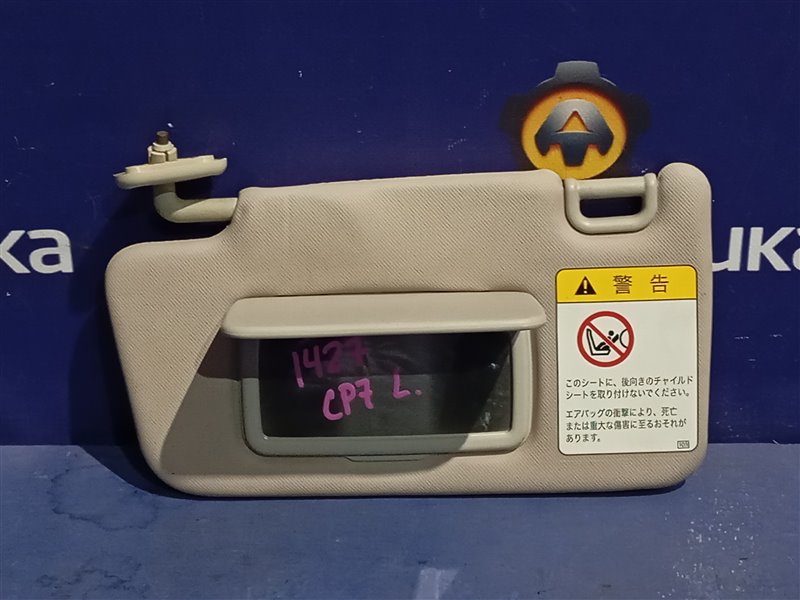 uka
uka
警告
このシートに、後向きのチャイルド
シートを取り付けないでください。
エアバッグの衝撃により、死亡
または重大な傷害に至るおそれが
あります。
1427
CP7 L.